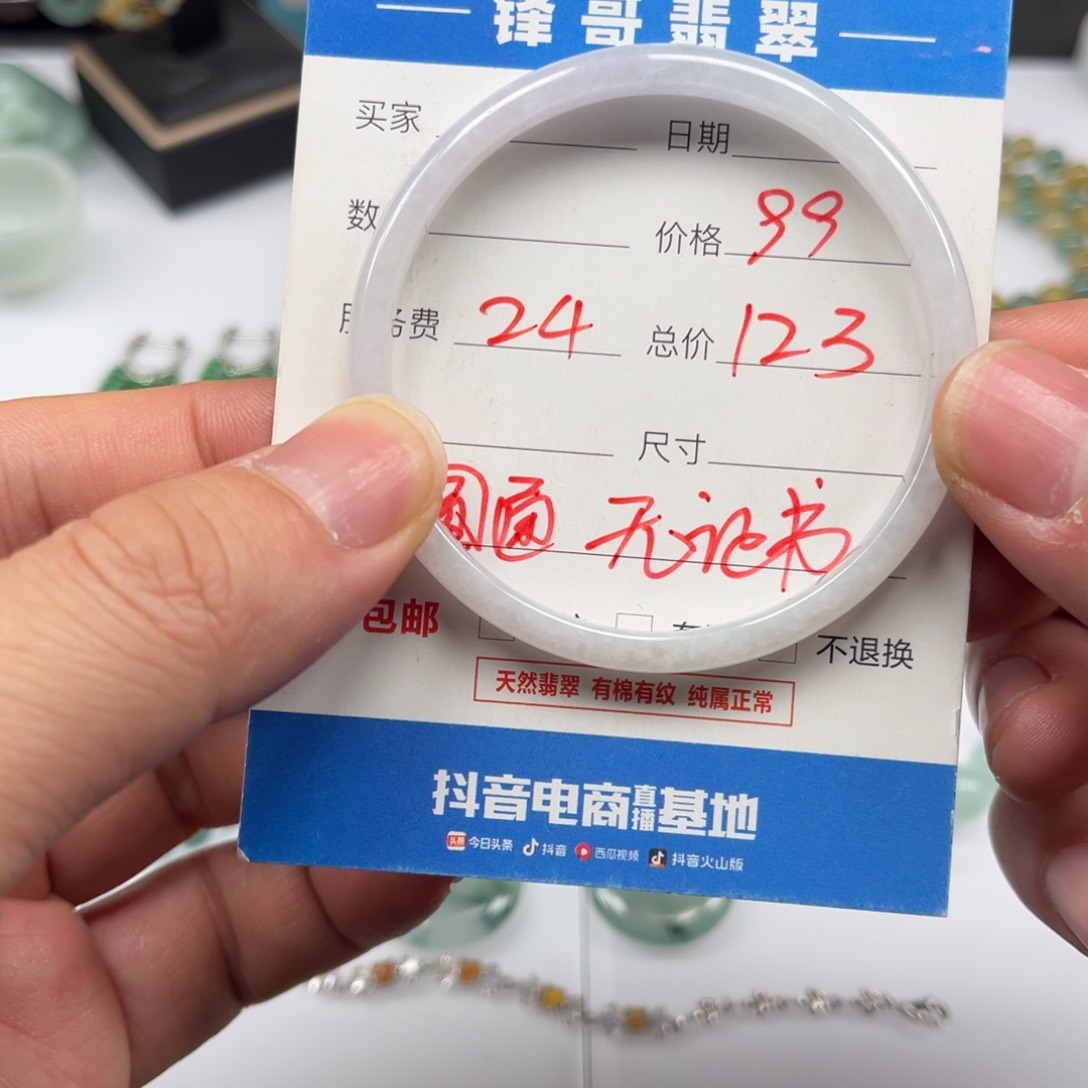 锋哥翡翠
买家 日期
数 价格 99
务费 24 总价 123
尺寸
圆圆 无证书
包邮 不退换
天然翡翠 有棉有纹 纯属正常
抖音电商直播基地
头条 今日头条 抖音 西瓜视频 抖音火山版